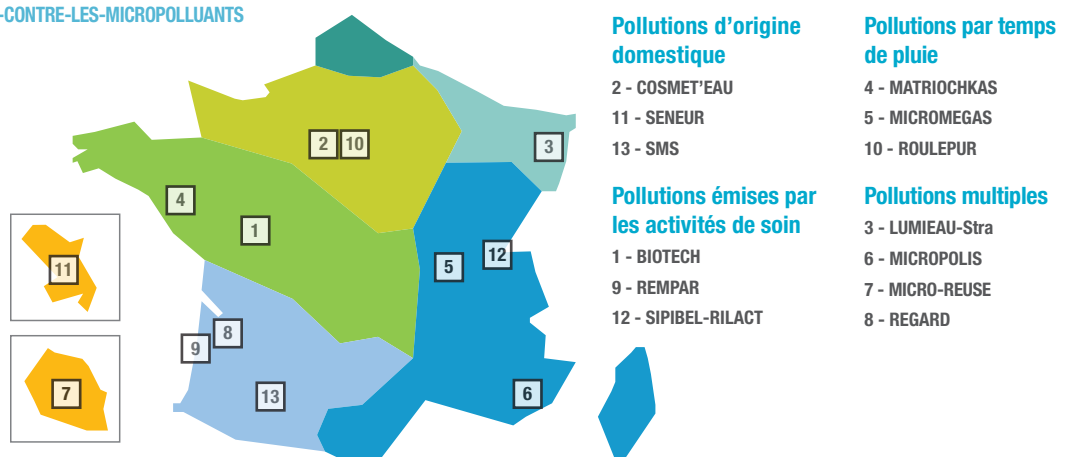 -CONTRE-LES-MICROPOLLUANTS
2
10
3
4
1
11
5
12
8
9
7
13
6
Pollutions d’origine
domestique
2 - COSMET’EAU
11 - SENEUR
13 - SMS
Pollutions émises par
les activités de soin
1 - BIOTECH
9 - REMPAR
12 - SIPIBEL-RILACT
Pollutions par temps
de pluie
4 - MATRIOCHKAS
5 - MICROMEGAS
10 - ROULEPUR
Pollutions multiples
3 - LUMIEAU-Stra
6 - MICROPOLIS
7 - MICRO-REUSE
8 - REGARD